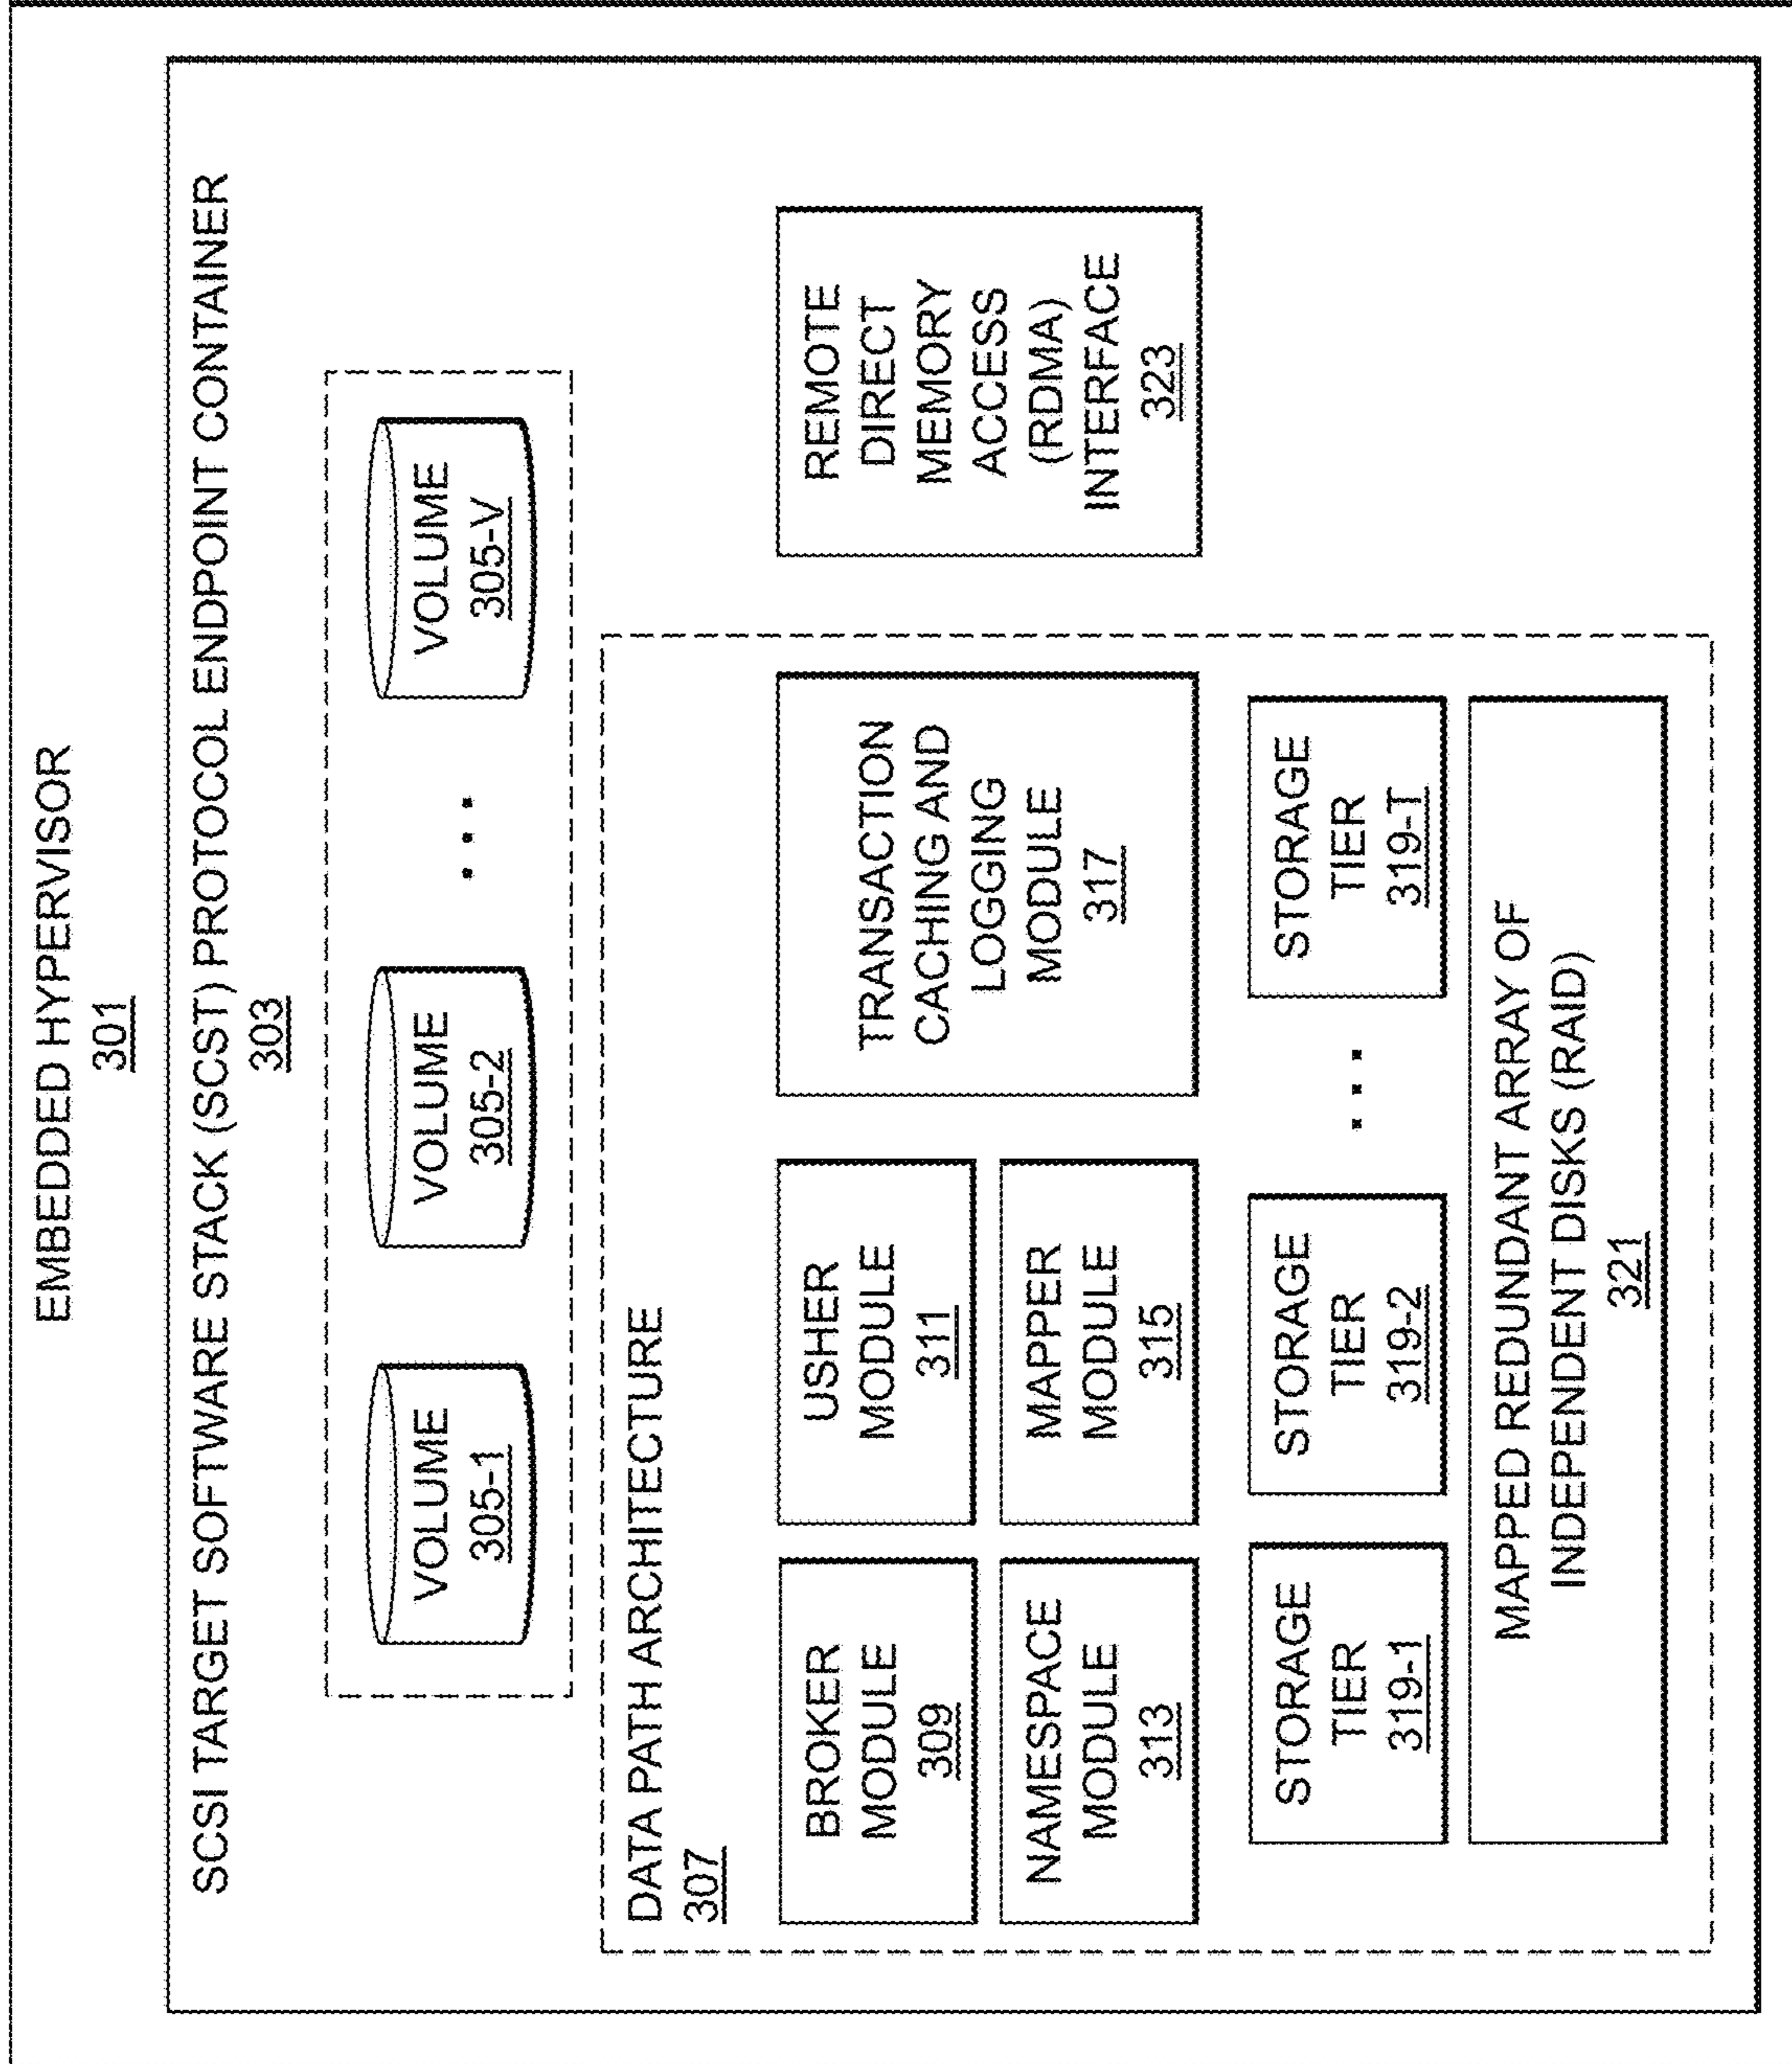 EMBEDDED HYPERVISOR
301
SCSI TARGET SOFTWARE STACK (SCST) PROTOCOL ENDPOINT CONTAINER
303
VOLUME
305-1
VOLUME
305-2
. . .
VOLUME
305-V
DATA PATH ARCHITECTURE
307
BROKER
MODULE
309
USHER
MODULE
311
NAMESPACE
MODULE
313
MAPPER
MODULE
315
TRANSACTION
CACHING AND
LOGGING
MODULE
317
STORAGE
TIER
319-1
STORAGE
TIER
319-2
. . .
STORAGE
TIER
319-T
MAPPED REDUNDANT ARRAY OF
INDEPENDENT DISKS (RAID)
321
REMOTE
DIRECT
MEMORY
ACCESS
(RDMA)
INTERFACE
323